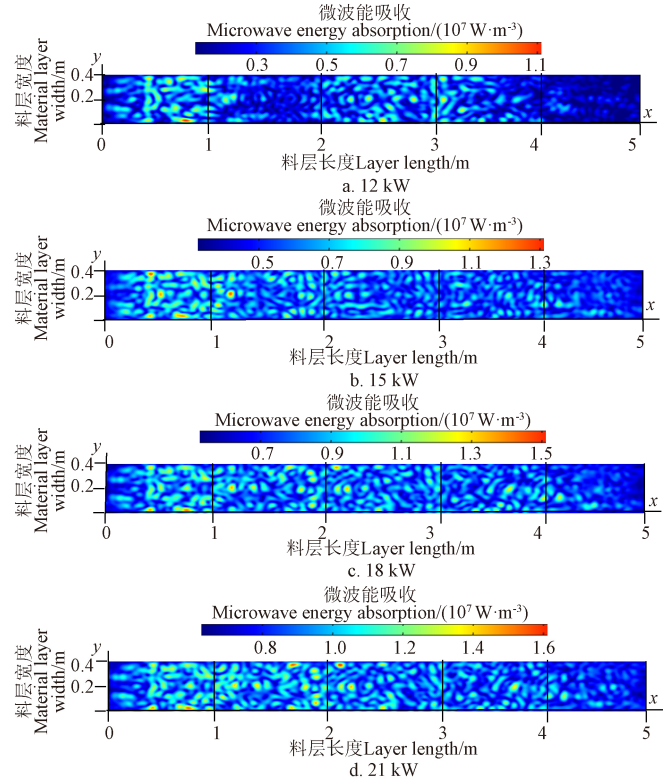 微波能吸收
Microwave energy absorption/(10⁷ W·m⁻³)
0.3 0.5 0.7 0.9 1.1
料层宽度
Material layer
width/m
y
0.4
0.2
x
0 1 2 3 4 5
料层长度Layer length/m
a. 12 kW
微波能吸收
Microwave energy absorption/(10⁷ W·m⁻³)
0.5 0.7 0.9 1.1 1.3
料层宽度
Material layer
width/m
y
0.4
0.2
x
0 1 2 3 4 5
料层长度Layer length/m
b. 15 kW
微波能吸收
Microwave energy absorption/(10⁷ W·m⁻³)
0.7 0.9 1.1 1.3 1.5
料层宽度
Material layer
width/m
y
0.4
0.2
x
0 1 2 3 4 5
料层长度Layer length/m
c. 18 kW
微波能吸收
Microwave energy absorption/(10⁷ W·m⁻³)
0.8 1.0 1.2 1.4 1.6
料层宽度
Material layer
width/m
y
0.4
0.2
x
0 1 2 3 4 5
料层长度Layer length/m
d. 21 kW